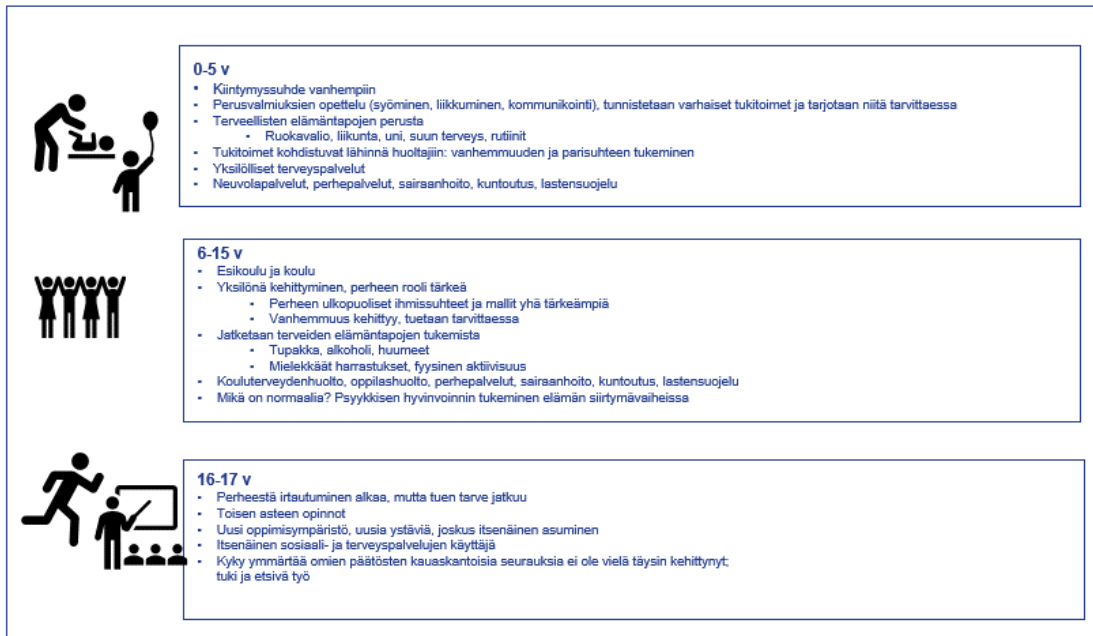 0-5 v
▪ Kiintymyssuhde vanhempiin
▪ Perusvalmiuksien opettelu (syöminen, liikkuminen, kommunikointi), tunnistetaan varhaiset tukitoimet ja tarjotaan niitä tarvittaessa
▪ Terveellisten elämäntapojen perusta
▪ Ruokavalio, liikunta, uni, suun terveys, rutiinit
▪ Tukitoimet kohdistuvat lähinnä huoltajiin: vanhemmuuden ja parisuhteen tukeminen
▪ Yksilölliset terveyspalvelut
▪ Neuvolapalvelut, perhepalvelut, sairaanhoito, kuntoutus, lastensuojelu
6-15 v
▪ Esikoulu ja koulu
▪ Yksilönä kehittyminen, perheen rooli tärkeä
▪ Perheen ulkopuoliset ihmissuhteet ja mallit yhä tärkeämpiä
▪ Vanhemmuus kehittyy, tuetaan tarvittaessa
▪ Jatketaan terveiden elämäntapojen tukemista
▪ Tupakka, alkoholi, huumeet
▪ Mielekkäät harrastukset, fyysinen aktiivisuus
▪ Kouluterveydenhuolto, oppilashuolto, perhepalvelut, sairaanhoito, kuntoutus, lastensuojelu
▪ Mikä on normaalia? Psyykkisen hyvinvoinnin tukeminen elämän siirtymävaiheissa
16-17 v
▪ Perheestä irtautuminen alkaa, mutta tuen tarve jatkuu
▪ Toisen asteen opinnot
▪ Uusi oppimisympäristö, uusia ystäviä, joskus itsenäinen asuminen
▪ Itsenäinen sosiaali- ja terveyspalvelujen käyttäjä
▪ Kyky ymmärtää omien päätösten kauaskantoisia seurauksia ei ole vielä täysin kehittynyt;
tuki ja etsivä työ